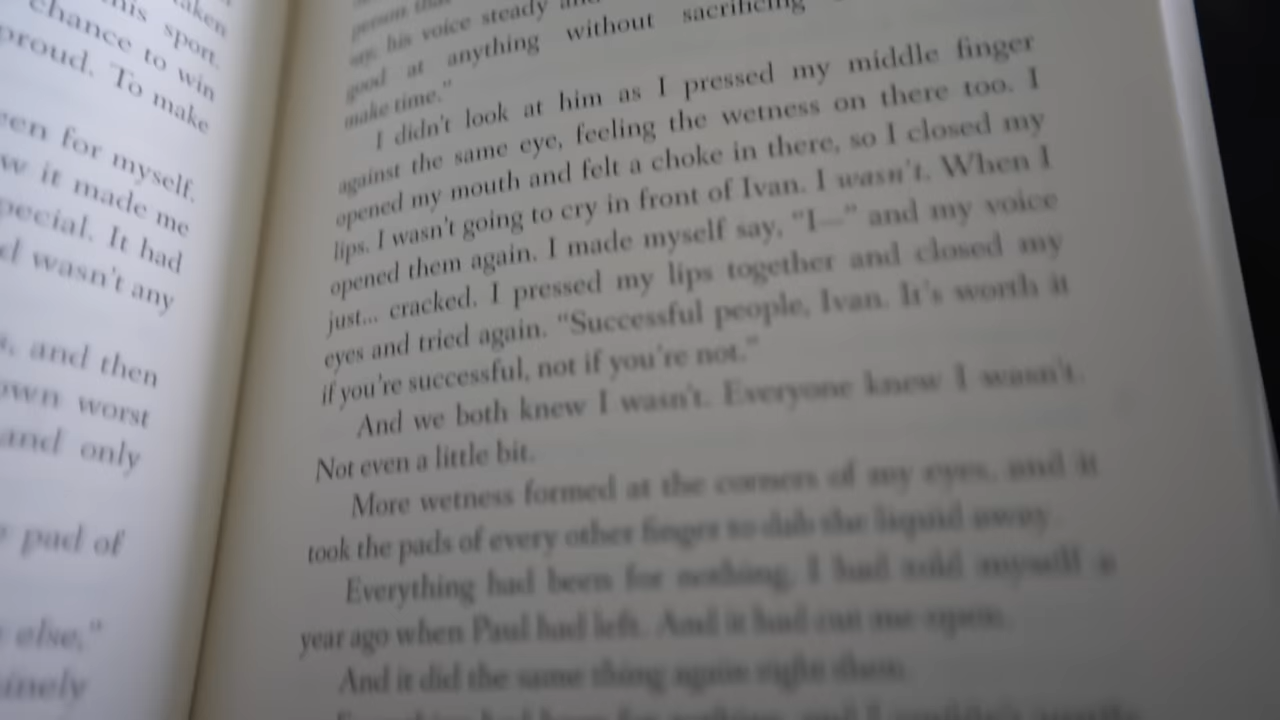 taken
his sport.
chance to win
proud. To make
for myself.
it made me
It had
wasn't any
and then
worst
and only
pad of
else,"
person that
his voice steady and
good at anything without sacrificing
make time."
I didn't look at him as I pressed my middle finger
against the same eye, feeling the wetness on there too. I
opened my mouth and felt a choke in there, so I closed my
lips. I wasn't going to cry in front of Ivan. I wasn't. When I
opened them again. I made myself say, "I—" and my voice
just... cracked. I pressed my lips together and closed my
eyes and tried again. "Successful people, Ivan. It's worth it
if you're successful, not if you're not."
And we both knew I wasn't. Everyone knew I wasn't.
Not even a little bit.
More wetness formed at the corners of my eyes, and it
took the pads of every other finger to dab the liquid away.
Everything had been for nothing, I had told myself a
year ago when Paul had left. And it had cut me open.
And it did the same thing again right then.